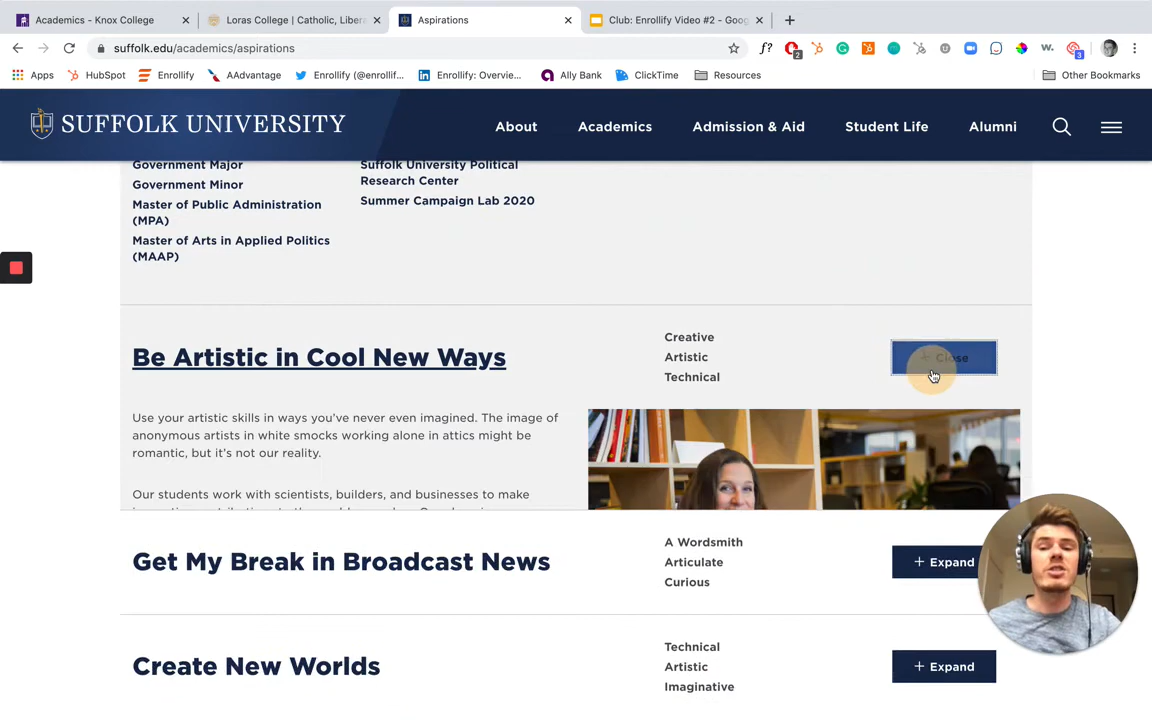 Academics - Knox College
Loras College | Catholic, Libera
Aspirations
Club: Enrollify Video #2 - Goog
suffolk.edu/academics/aspirations
f?
2
w.
3
Apps
HubSpot
Enrollify
AAdvantage
Enrollify (@enrollif...
Enrollify: Overvie...
Ally Bank
ClickTime
Resources
Other Bookmarks
SUFFOLK UNIVERSITY
About
Academics
Admission & Aid
Student Life
Alumni
Government Major
Government Minor
Master of Public Administration
(MPA)
Master of Arts in Applied Politics
(MAAP)
Suffolk University Political
Research Center
Summer Campaign Lab 2020
Be Artistic in Cool New Ways
Creative
Artistic
Technical
+ Close
Use your artistic skills in ways you've never even imagined. The image of
anonymous artists in white smocks working alone in attics might be
romantic, but it's not our reality.
Our students work with scientists, builders, and businesses to make
Get My Break in Broadcast News
A Wordsmith
Articulate
Curious
+ Expand
Create New Worlds
Technical
Artistic
Imaginative
+ Expand